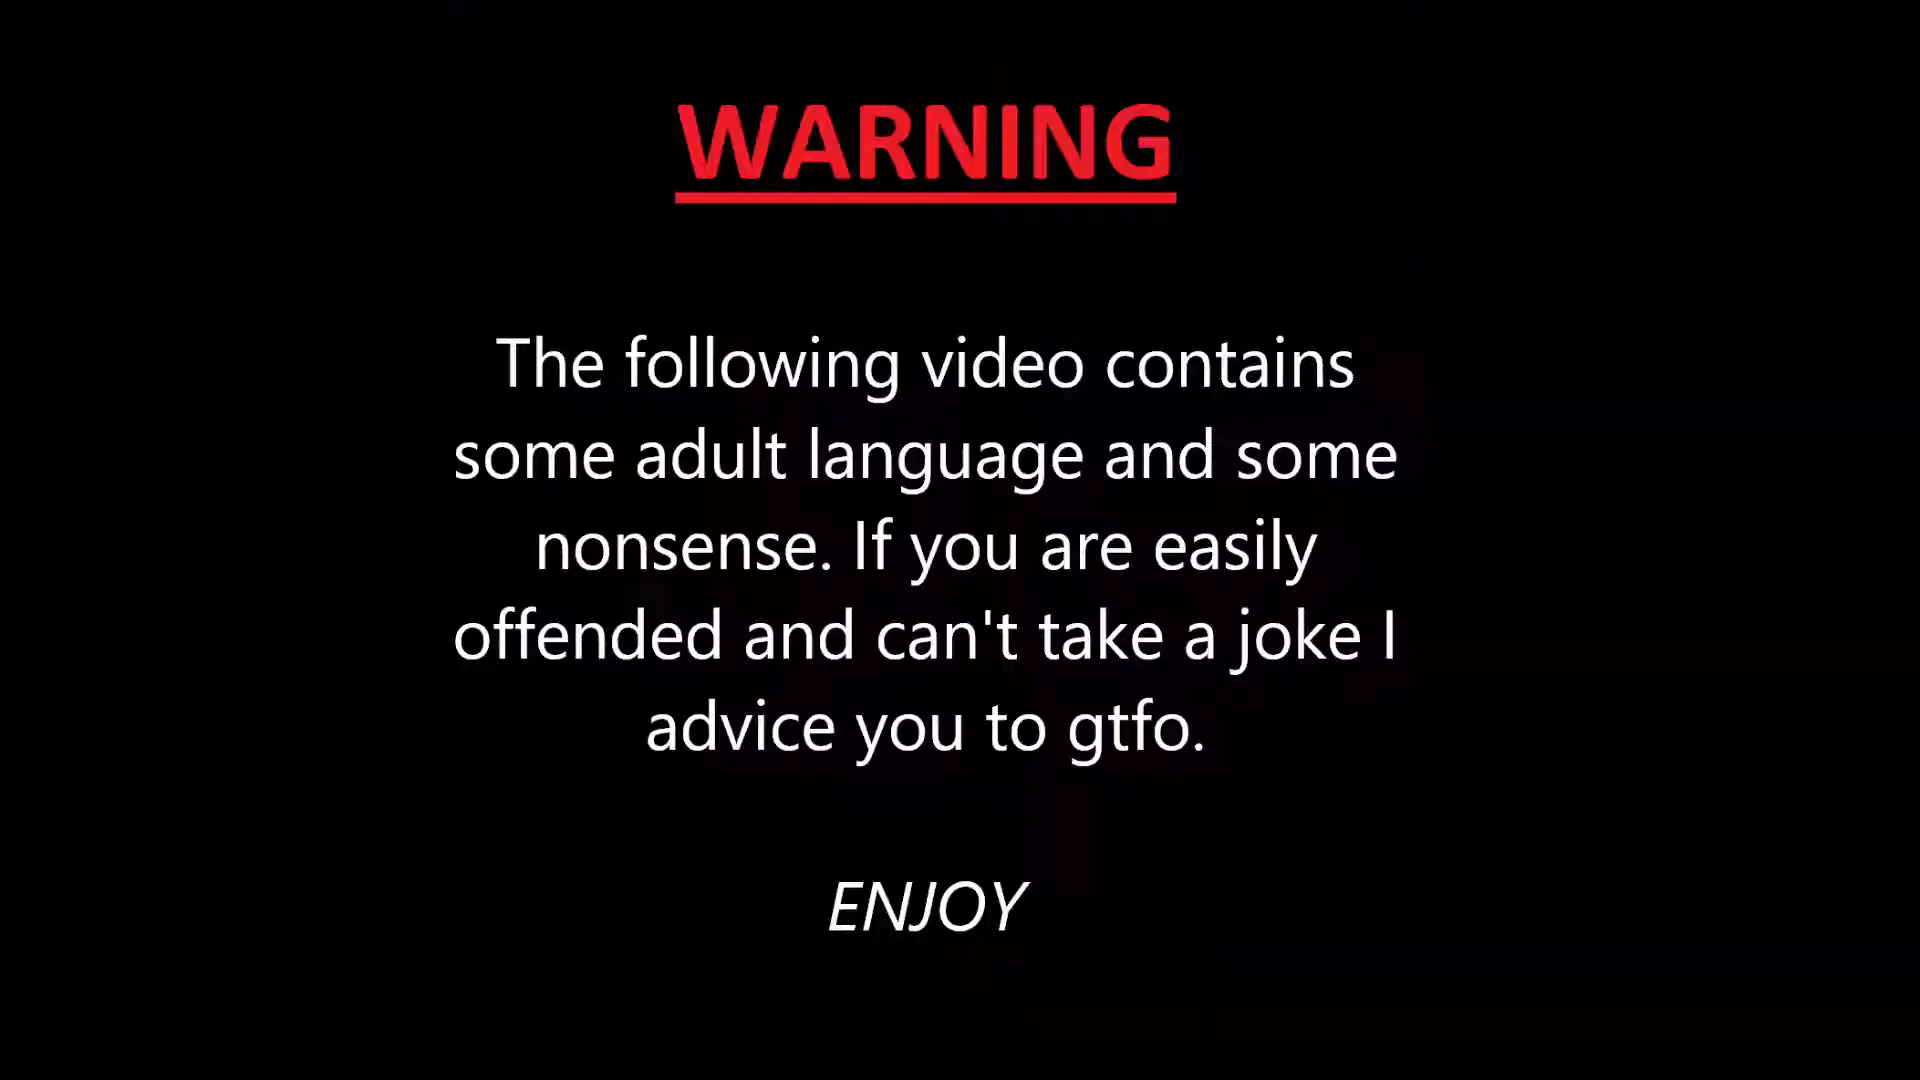 WARNING
The following video contains
some adult language and some
nonsense. If you are easily
offended and can't take a joke I
advice you to gtfo.
ENJOY